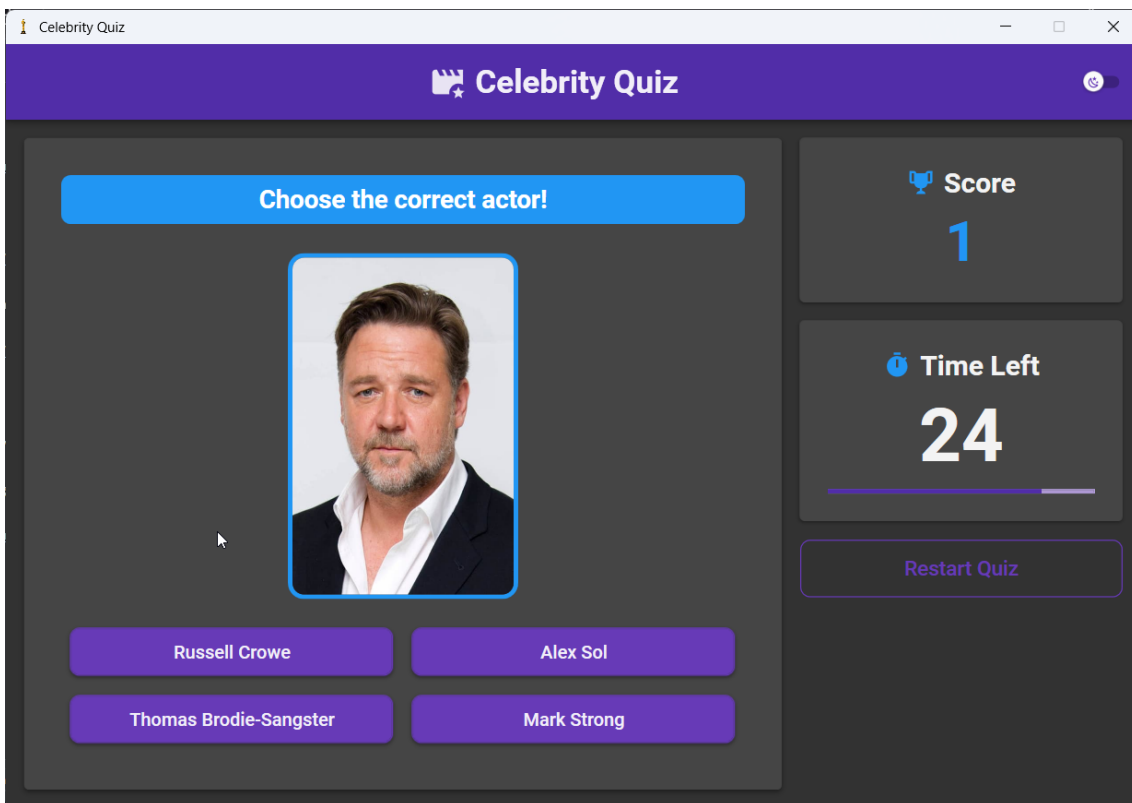 Celebrity Quiz
Celebrity Quiz
Choose the correct actor!
Score
1
Time Left
24
Restart Quiz
Russell Crowe
Alex Sol
Thomas Brodie-Sangster
Mark Strong